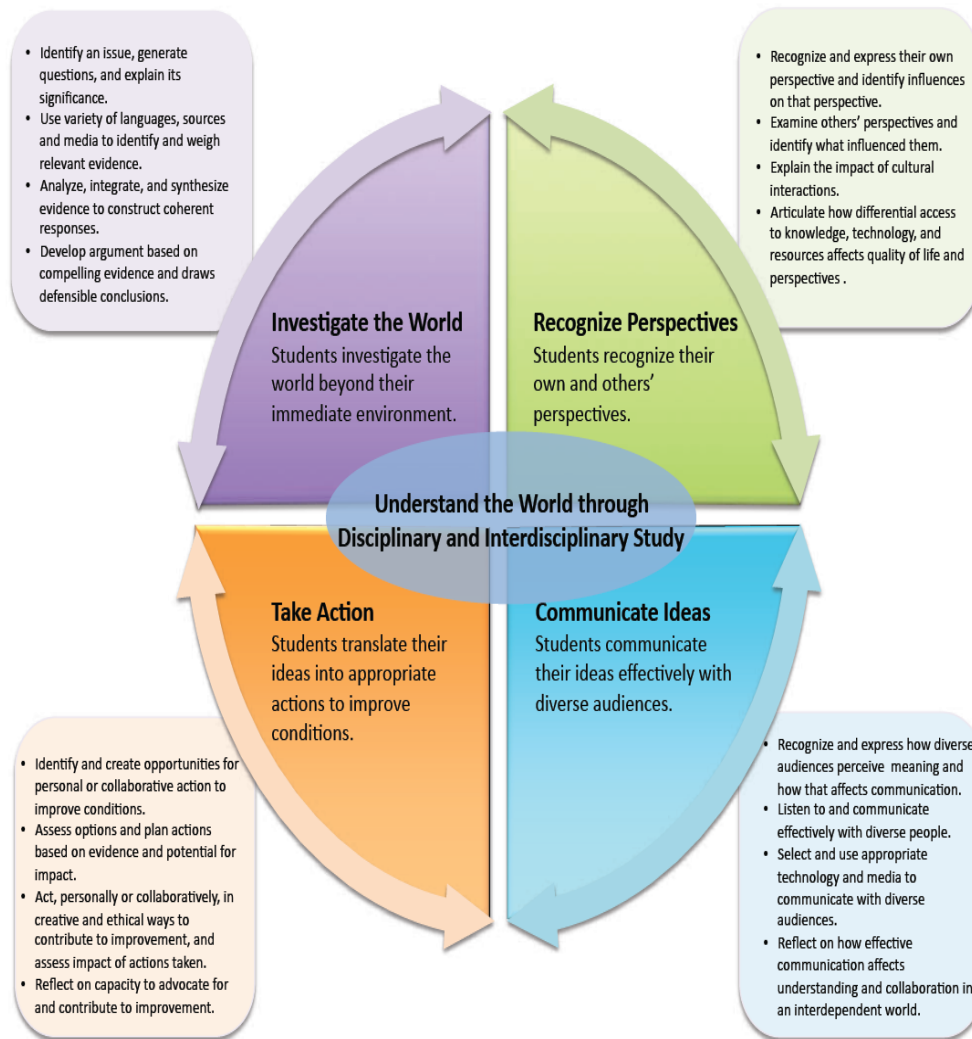 • Identify an issue, generate
questions, and explain its
significance.
• Use variety of languages, sources
and media to identify and weigh
relevant evidence.
• Analyze, integrate, and synthesize
evidence to construct coherent
responses.
• Develop argument based on
compelling evidence and draws
defensible conclusions.
• Recognize and express their own
perspective and identify influences
on that perspective.
• Examine others’ perspectives and
identify what influenced them.
• Explain the impact of cultural
interactions.
• Articulate how differential access
to knowledge, technology, and
resources affects quality of life and
perspectives .
Investigate the World
Students investigate the
world beyond their
immediate environment.
Recognize Perspectives
Students recognize their
own and others’
perspectives.
Understand the World through
Disciplinary and Interdisciplinary Study
Take Action
Students translate their
ideas into appropriate
actions to improve
conditions.
Communicate Ideas
Students communicate
their ideas effectively with
diverse audiences.
• Identify and create opportunities for
personal or collaborative action to
improve conditions.
• Assess options and plan actions
based on evidence and potential for
impact.
• Act, personally or collaboratively, in
creative and ethical ways to
contribute to improvement, and
assess impact of actions taken.
• Reflect on capacity to advocate for
and contribute to improvement.
• Recognize and express how diverse
audiences perceive meaning and
how that affects communication.
• Listen to and communicate
effectively with diverse people.
• Select and use appropriate
technology and media to
communicate with diverse
audiences.
• Reflect on how effective
communication affects
understanding and collaboration in
an interdependent world.